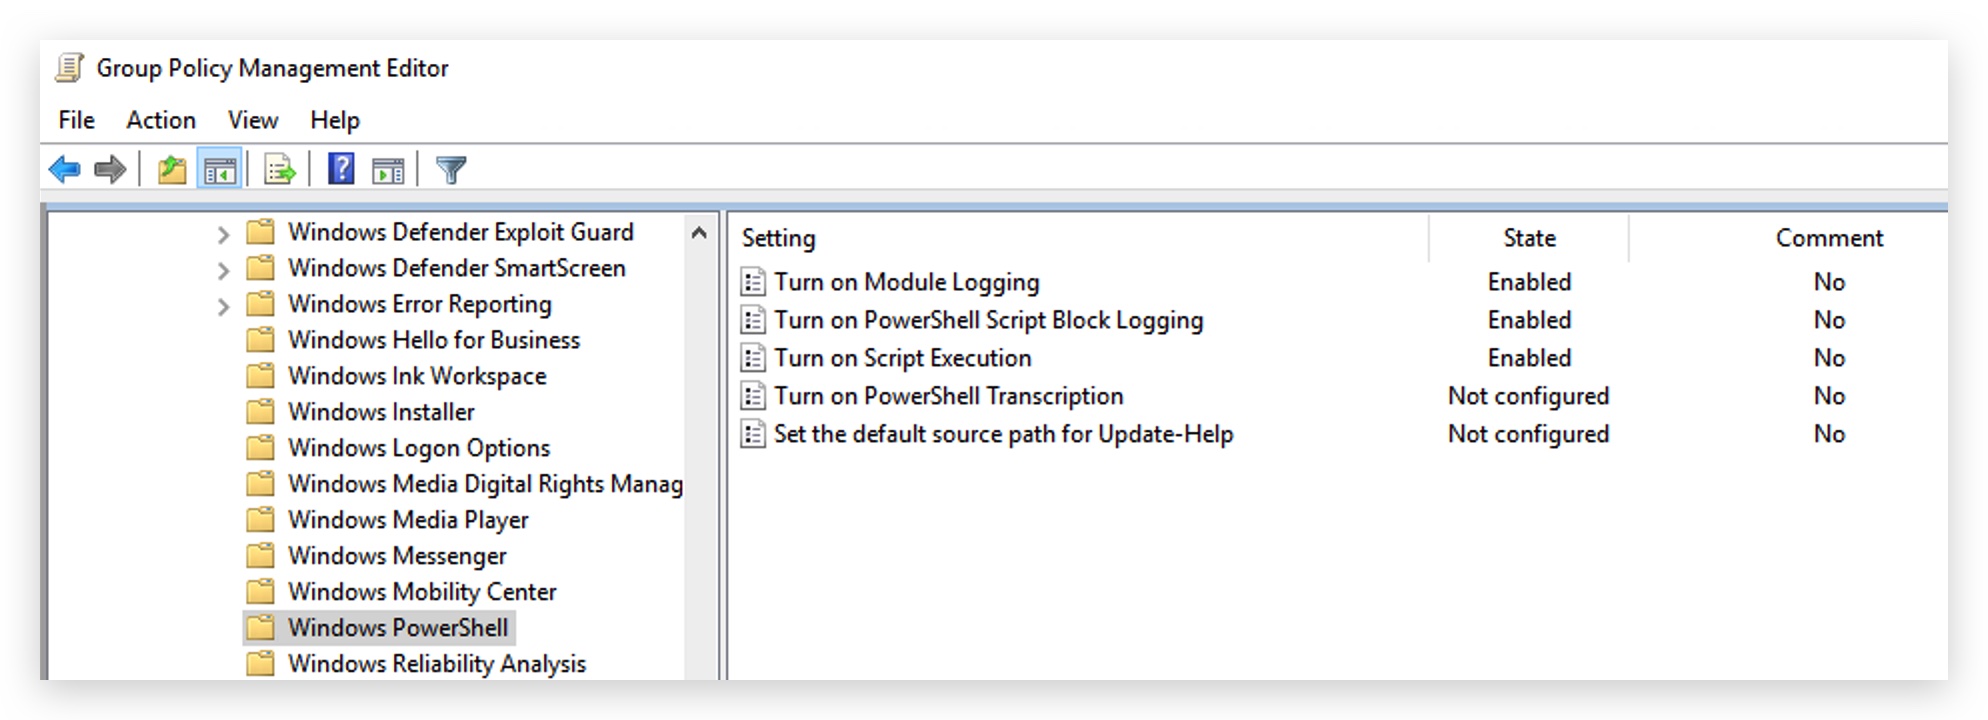 Group Policy Management Editor
File Action View Help
Windows Defender Exploit Guard
Windows Defender SmartScreen
Windows Error Reporting
Windows Hello for Business
Windows Ink Workspace
Windows Installer
Windows Logon Options
Windows Media Digital Rights Manag
Windows Media Player
Windows Messenger
Windows Mobility Center
Windows PowerShell
Windows Reliability Analysis
Setting State Comment
Turn on Module Logging Enabled No
Turn on PowerShell Script Block Logging Enabled No
Turn on Script Execution Enabled No
Turn on PowerShell Transcription Not configured No
Set the default source path for Update-Help Not configured No